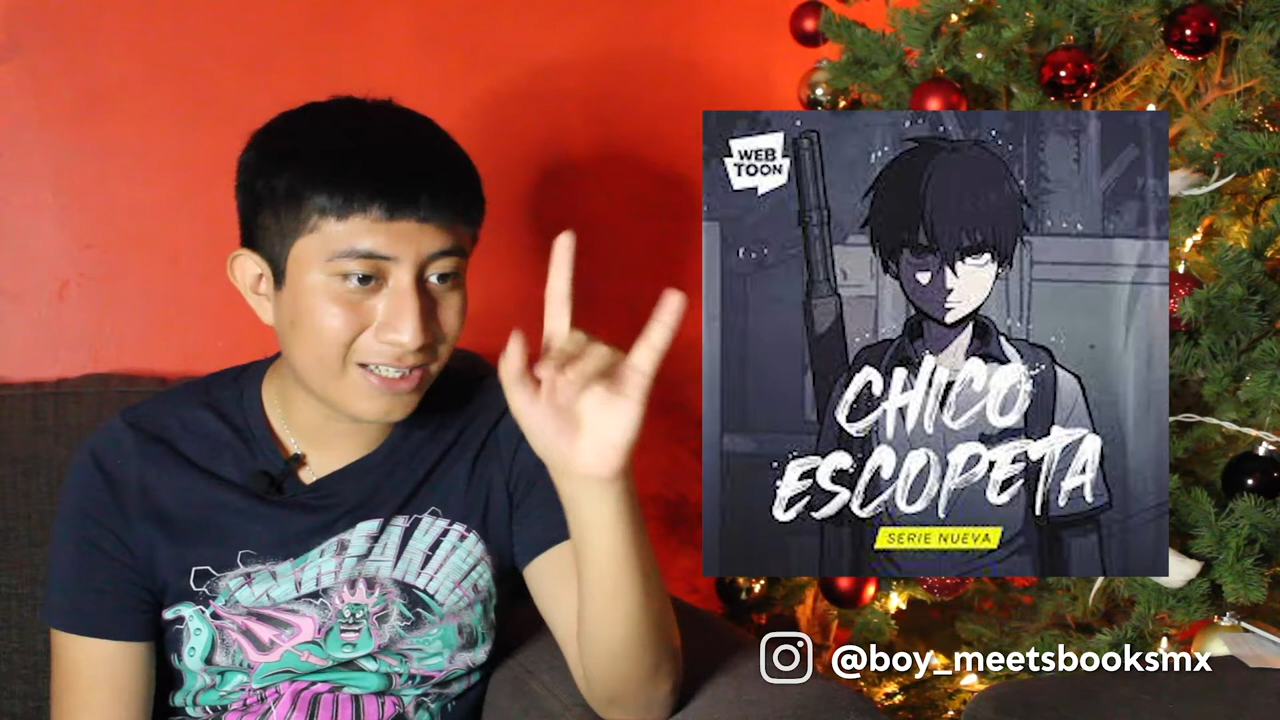 WEB
TOON
CHICO
ESCOPETA
SERIE NUEVA
@boy_meetsbooksmx